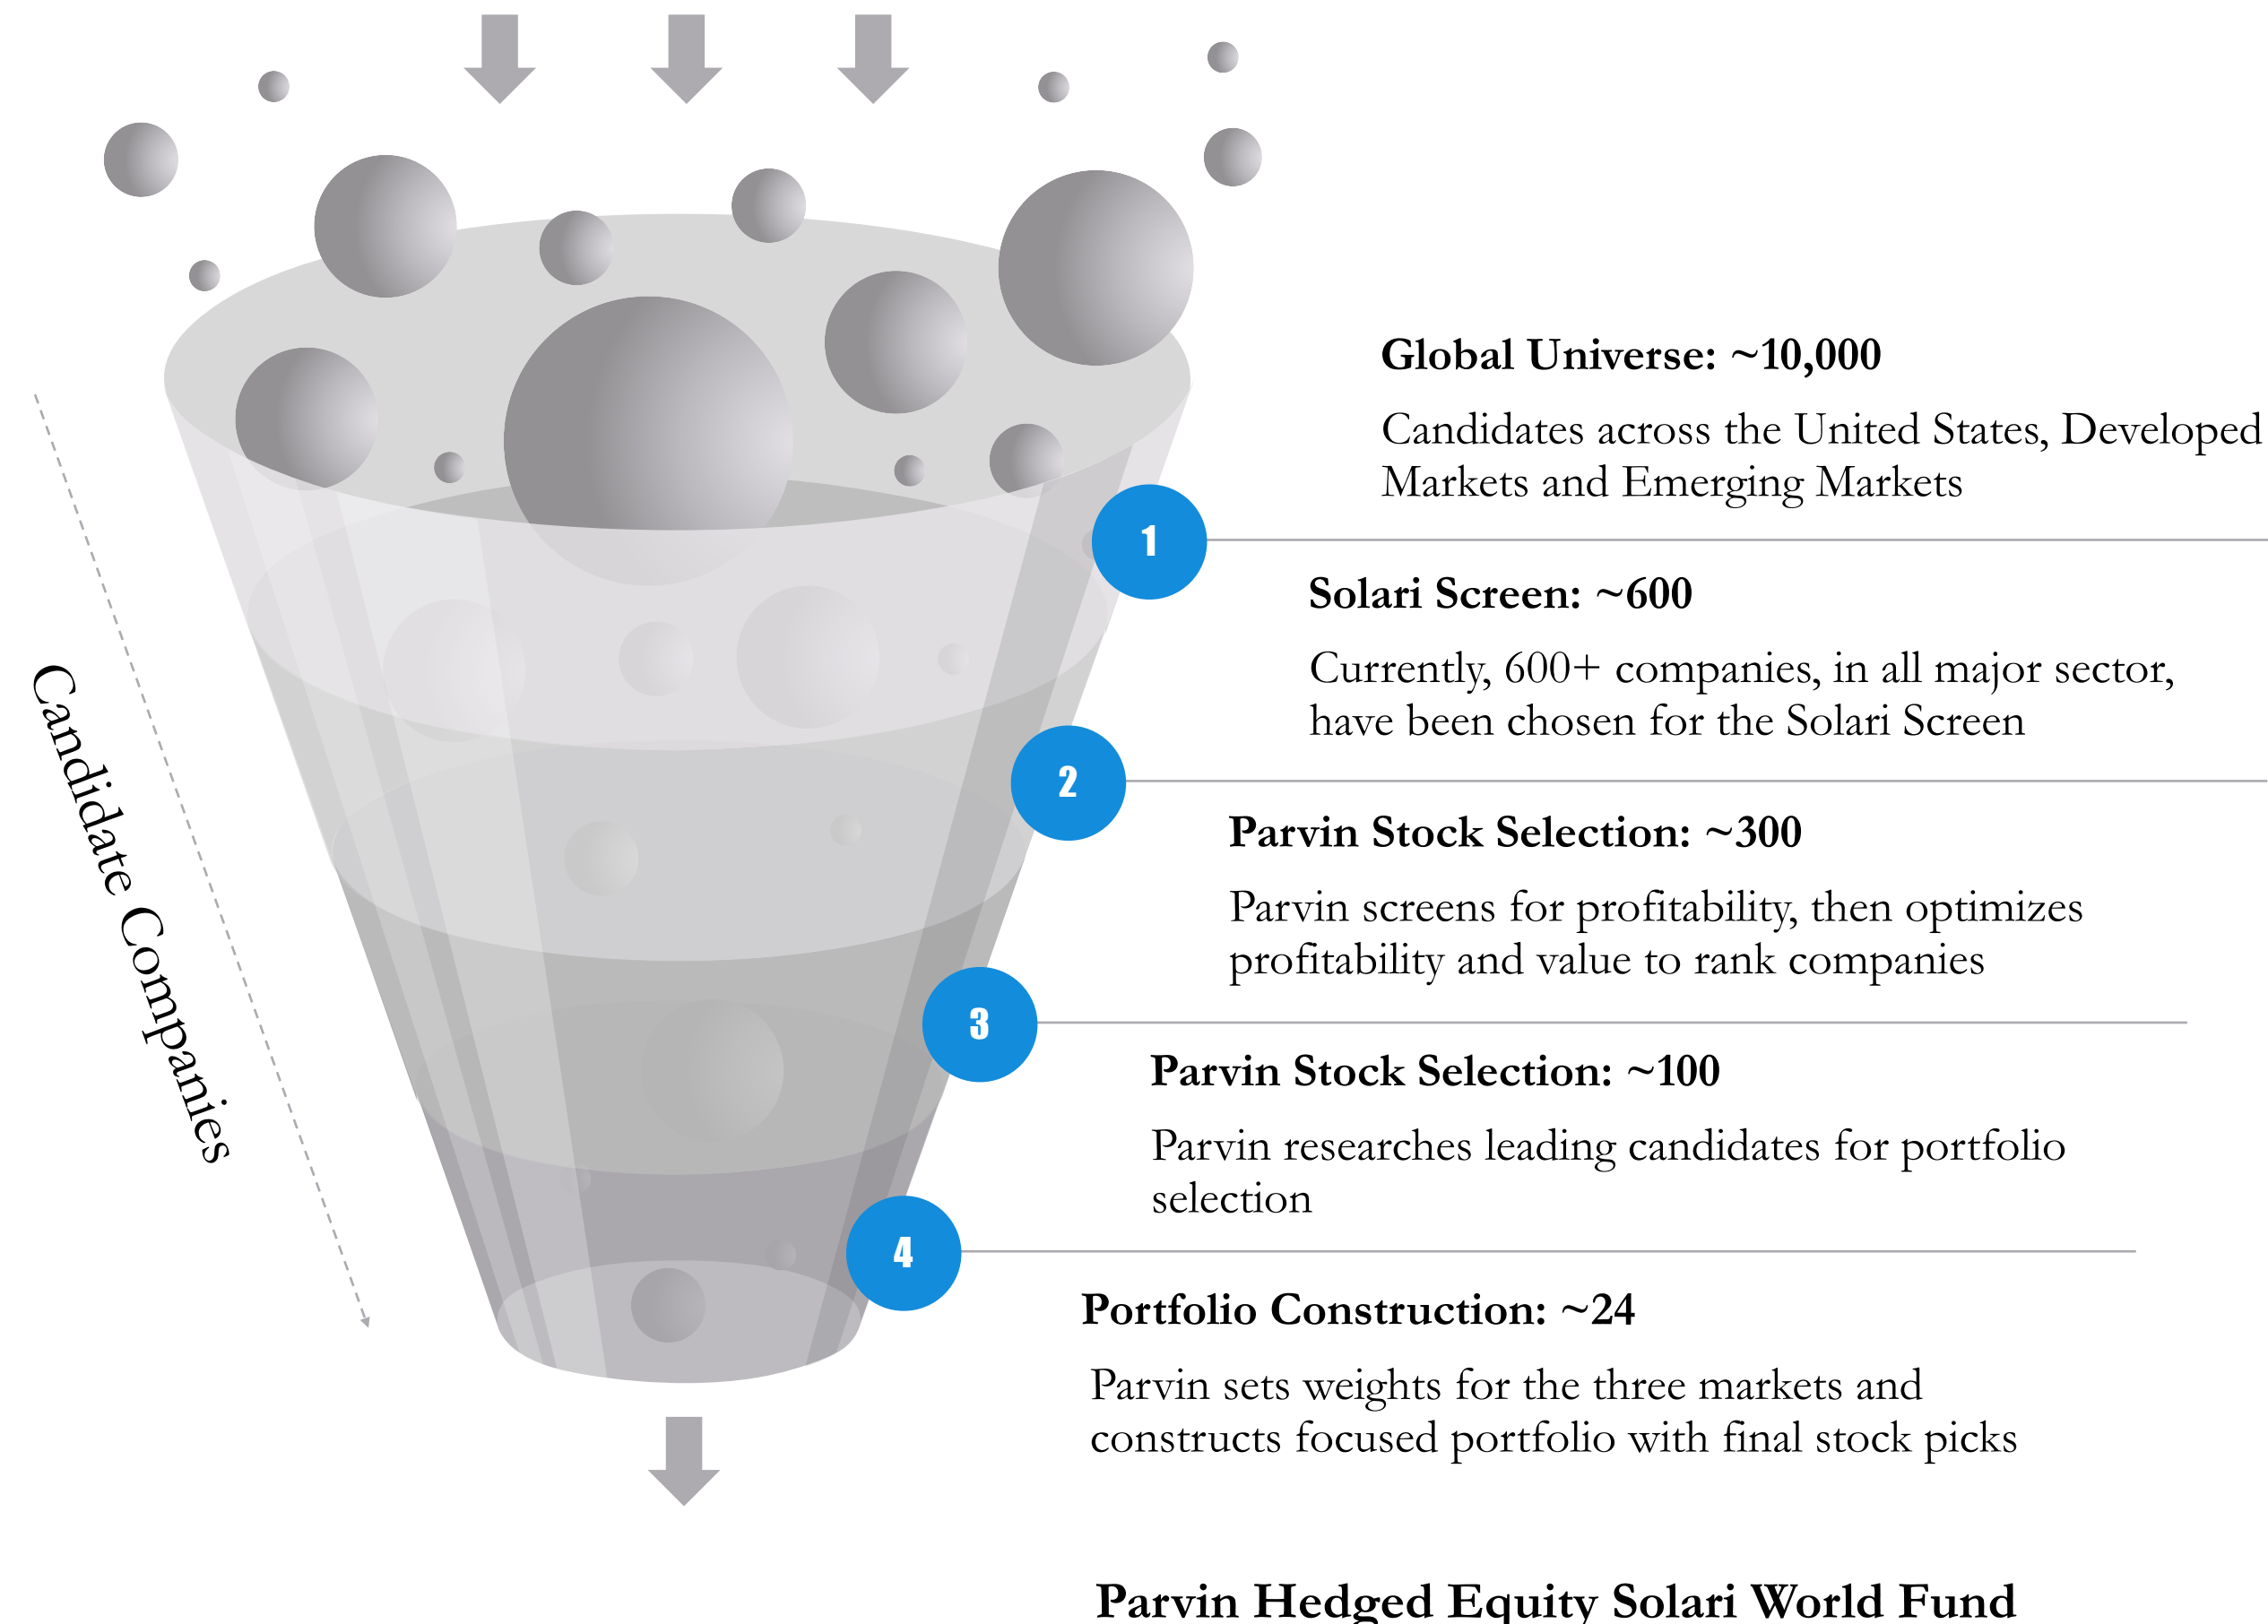 Global Universe: ~10,000
Candidates across the United States, Developed
Markets and Emerging Markets
1
Solari Screen: ~600
Currently, 600+ companies, in all major sector,
have been chosen for the Solari Screen
2
Parvin Stock Selection: ~300
Parvin screens for profitability, then optimizes
profitability and value to rank companies
3
Parvin Stock Selection: ~100
Parvin researches leading candidates for portfolio
selection
4
Portfolio Construction: ~24
Parvin sets weights for the three markets and
constructs focused portfolio with final stock picks
Candidate Companies
Parvin Hedged Equity Solari World Fund